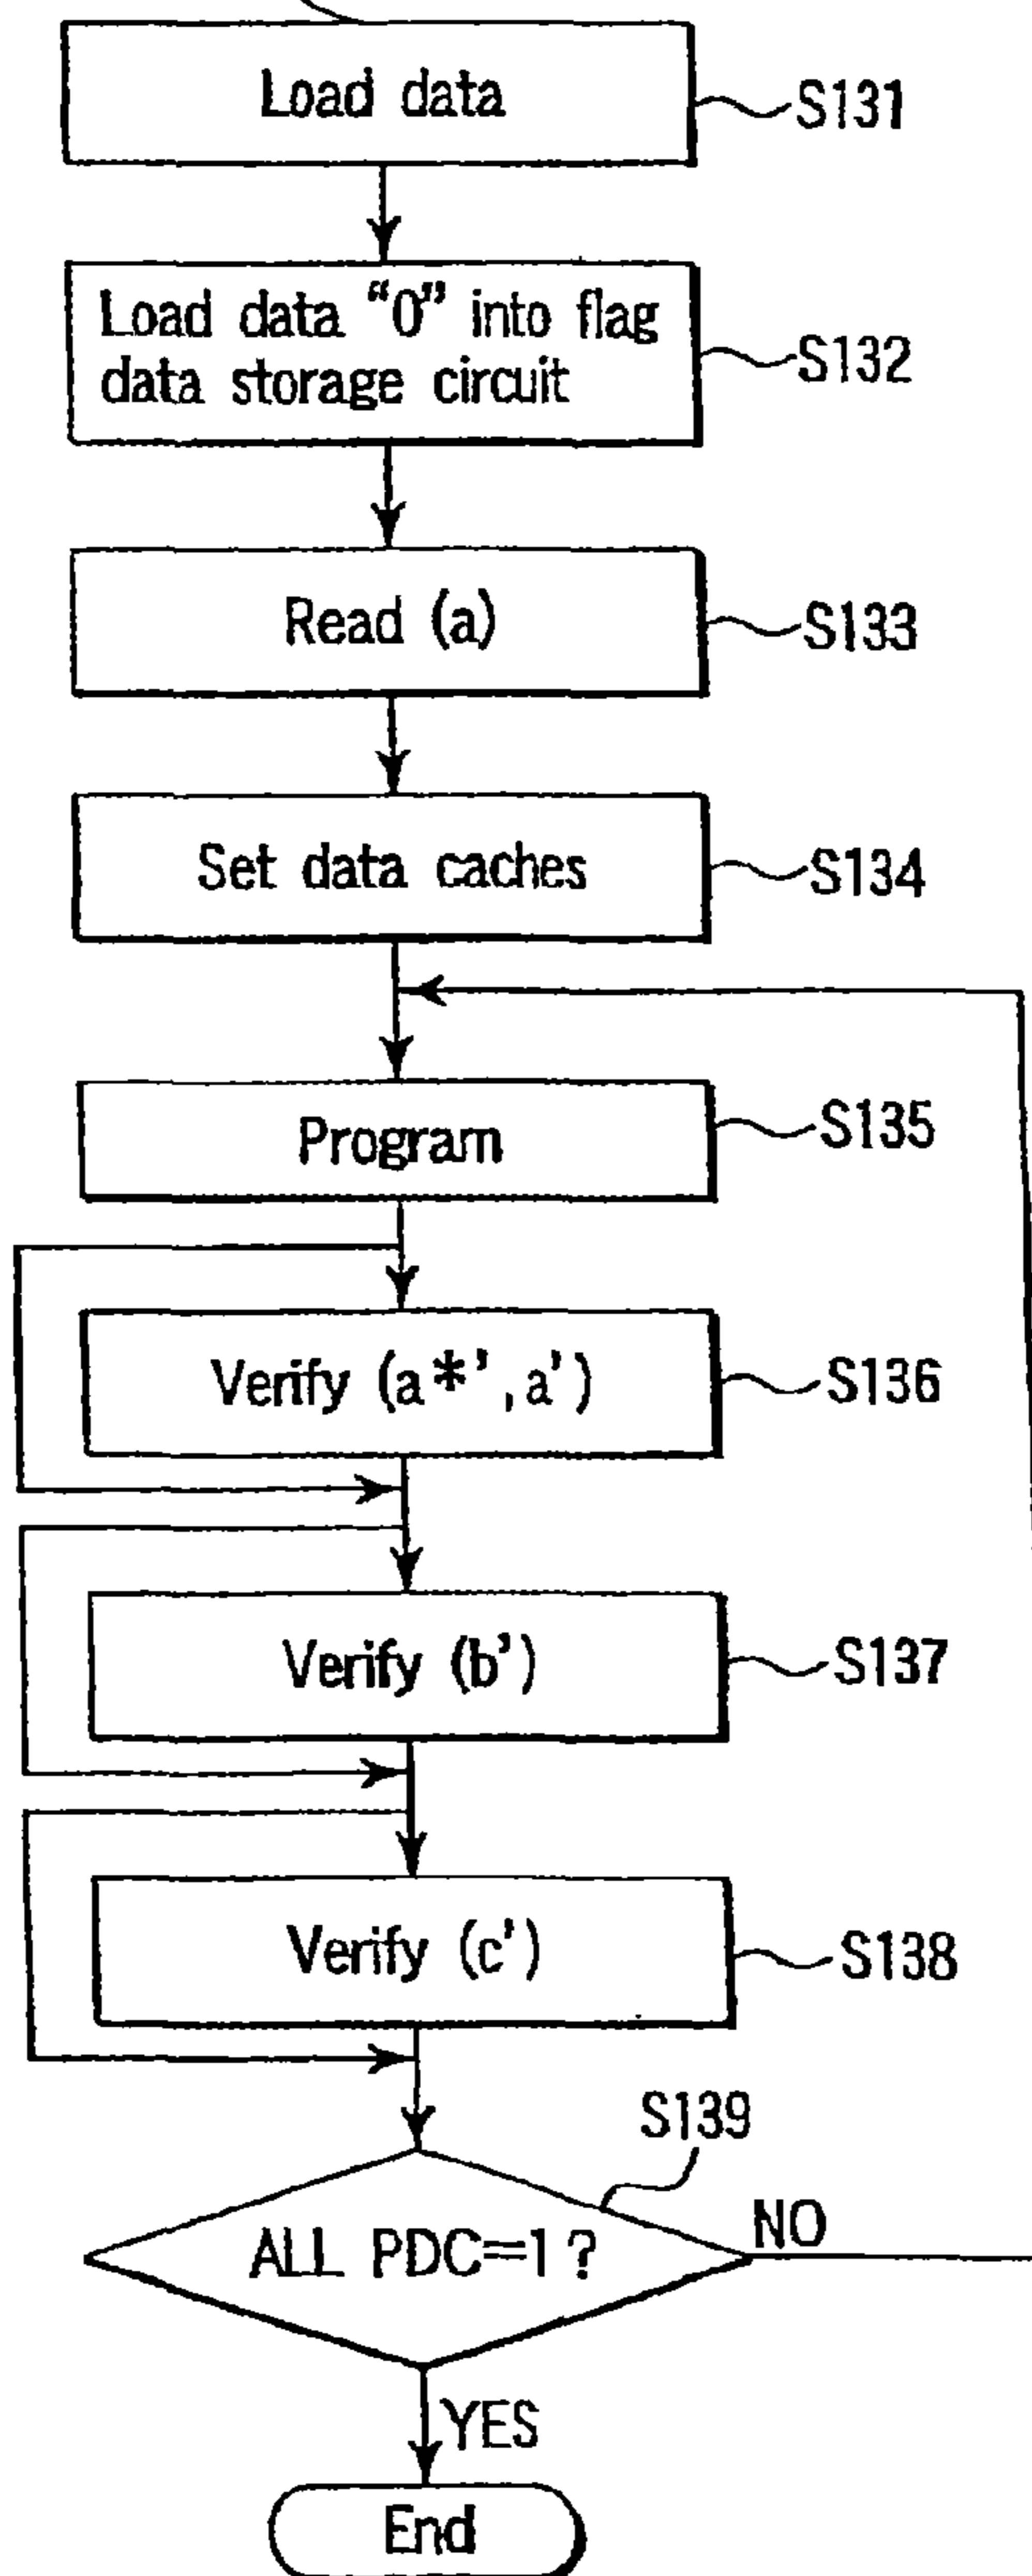 Load data
S131
Load data “0” into flag
data storage circuit
S132
Read (a)
S133
Set data caches
S134
Program
S135
Verify (a*’, a’)
S136
Verify (b’)
S137
Verify (c’)
S138
S139
ALL PDC=1 ?
NO
YES
End